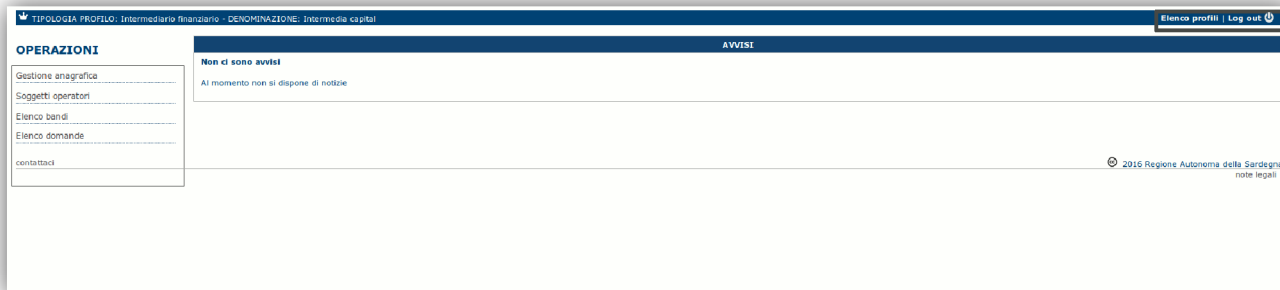 TIPOLOGIA PROFILO: Intermediario finanziario - DENOMINAZIONE: Intermedia capital
Elenco profili | Log out
OPERAZIONI
Gestione anagrafica
Soggetti operatori
Elenco bandi
Elenco domande
contattaci
AVVISI
Non ci sono avvisi
Al momento non si dispone di notizie
2016 Regione Autonoma della Sardegna
note legali